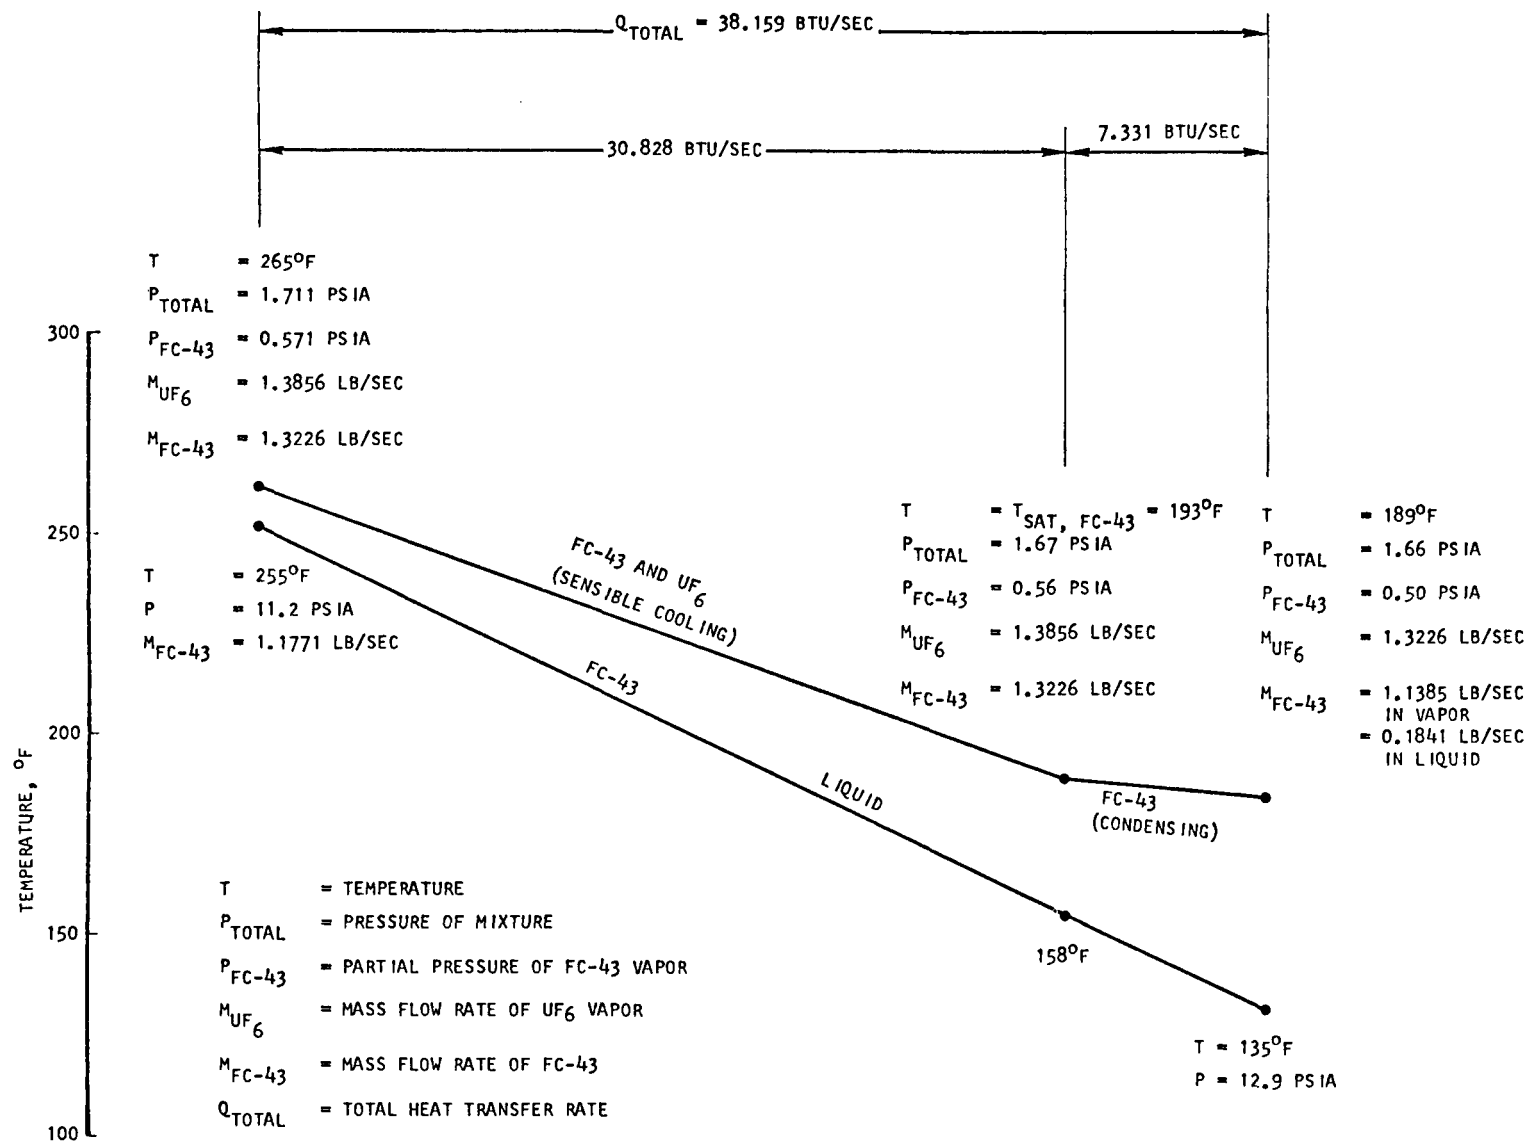 Q_TOTAL = 38.159 BTU/SEC
7.331 BTU/SEC
30.828 BTU/SEC
T = 265°F
P_TOTAL = 1.711 PSIA
P_FC-43 = 0.571 PSIA
M_UF6 = 1.3856 LB/SEC
M_FC-43 = 1.3226 LB/SEC
300
250
200
150
100
TEMPERATURE, °F
T = 255°F
P = 11.2 PSIA
M_FC-43 = 1.1771 LB/SEC
FC-43 AND UF6
(SENSIBLE COOLING)
FC-43
LIQUID
T = T_SAT, FC-43 = 193°F
P_TOTAL = 1.67 PSIA
P_FC-43 = 0.56 PSIA
M_UF6 = 1.3856 LB/SEC
M_FC-43 = 1.3226 LB/SEC
T = 189°F
P_TOTAL = 1.66 PSIA
P_FC-43 = 0.50 PSIA
M_UF6 = 1.3226 LB/SEC
M_FC-43 = 1.1385 LB/SEC
IN VAPOR
= 0.1841 LB/SEC
IN LIQUID
FC-43
(CONDENSING)
158°F
T = 135°F
P = 12.9 PSIA
T = TEMPERATURE
P_TOTAL = PRESSURE OF MIXTURE
P_FC-43 = PARTIAL PRESSURE OF FC-43 VAPOR
M_UF6 = MASS FLOW RATE OF UF6 VAPOR
M_FC-43 = MASS FLOW RATE OF FC-43
Q_TOTAL = TOTAL HEAT TRANSFER RATE